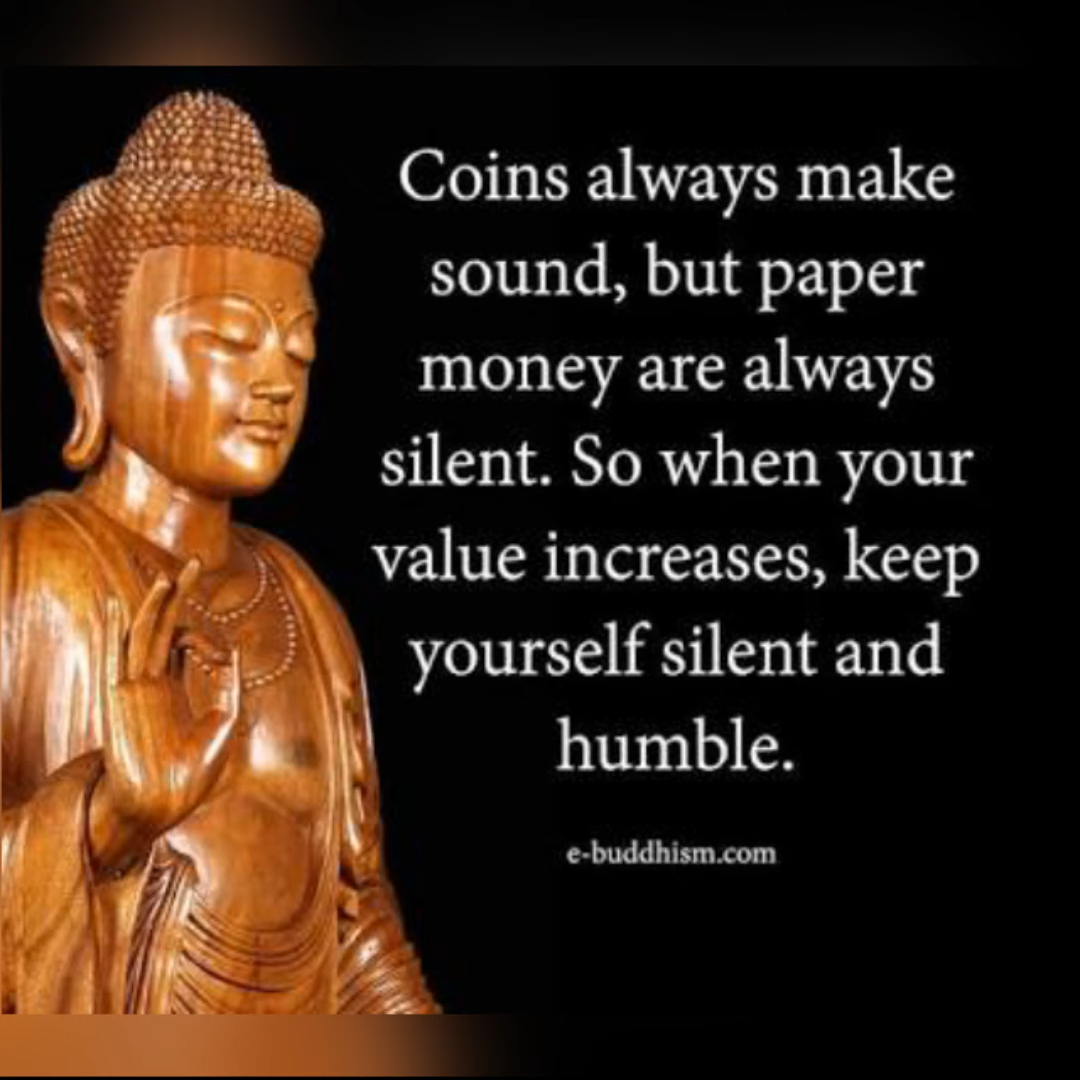 Coins always make
sound, but paper
money are always
silent. So when your
value increases, keep
yourself silent and
humble.
e-buddhism.com